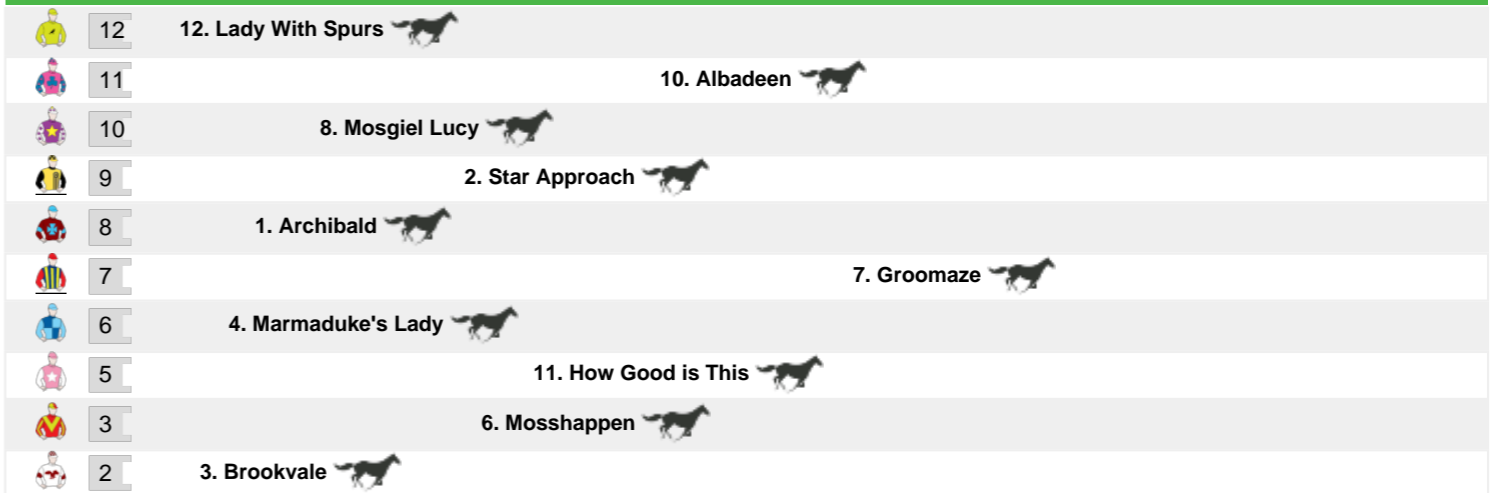 12 12. Lady With Spurs
11 10. Albadeen
10 8. Mosgiel Lucy
9 2. Star Approach
8 1. Archibald
7 7. Groomaze
6 4. Marmaduke's Lady
5 11. How Good is This
3 6. Mosshappen
2 3. Brookvale